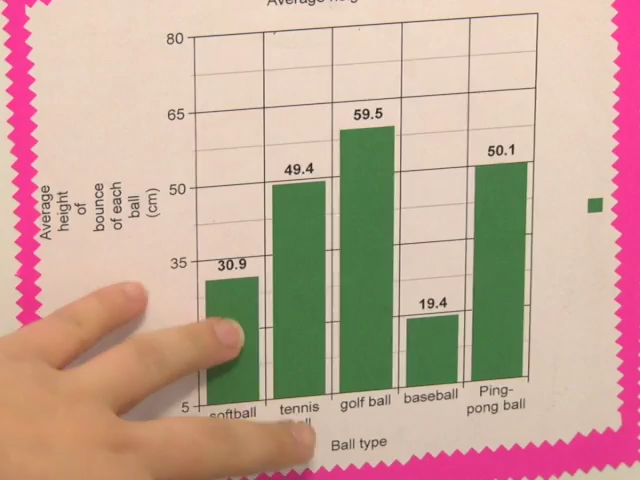 Average
80
65
50
35
5
Average
height
of
bounce
of each
ball
(cm)
30.9
49.4
59.5
19.4
50.1
softball
tennis
golf ball
baseball
Ping-
pong ball
Ball type